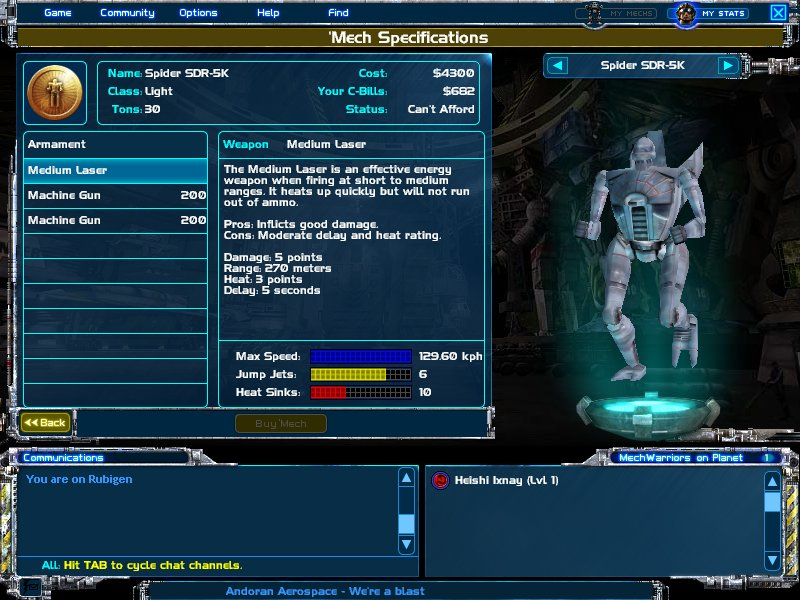 Game Community Options Help Find MY MECHS MY STATS
'Mech Specifications
Name: Spider SDR-5K Cost: $4300
Class: Light Your C-Bills: $682
Tons: 30 Status: Can't Afford
Spider SDR-5K
Armament
Medium Laser
Machine Gun 200
Machine Gun 200
Weapon Medium Laser
The Medium Laser is an effective energy
weapon when firing at short to medium
ranges. It heats up quickly but will not run
out of ammo.
Pros: Inflicts good damage.
Cons: Moderate delay and heat rating.
Damage: 5 points
Range: 270 meters
Heat: 3 points
Delay: 5 seconds
Max Speed: 129.60 kph
Jump Jets: 6
Heat Sinks: 10
Back Buy 'Mech
Communications
You are on Rubigen
All: Hit TAB to cycle chat channels.
MechWarriors on Planet 1
Heishi Ixnay (Lvl 1)
Andoran Aerospace - We're a blast